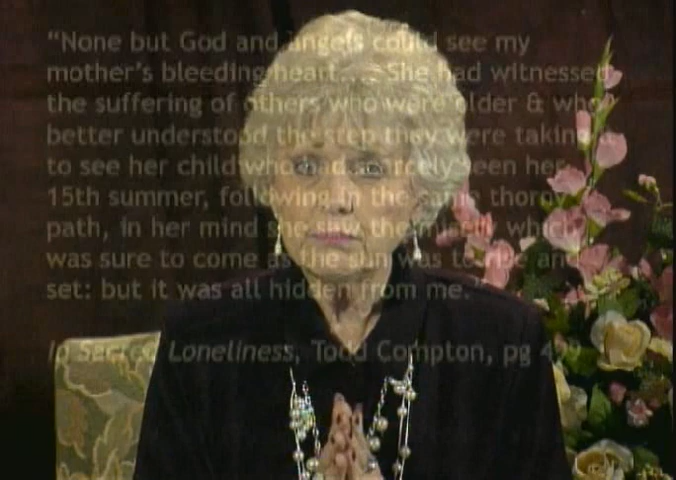 “None but God and angels could see my
mother’s bleeding heart.... She had witnessed
the suffering of others who were older & who
better understood the step they were taking,
to see her child who had scarcely seen her
15th summer, following in the same thorny
path, in her mind she saw the misery which
was sure to come as the sun was to rise and
set: but it was all hidden from me.
In Sacred Loneliness, Todd Compton, pg